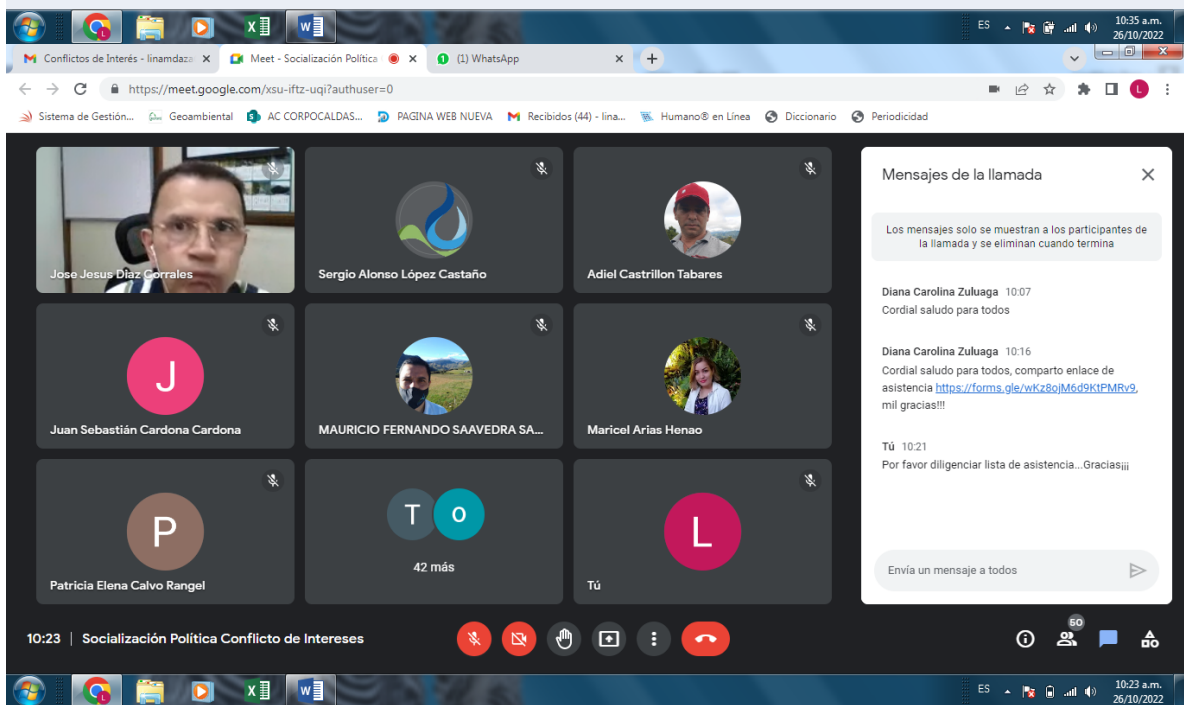 ES
10:35 a.m.
26/10/2022
Conflictos de Interés - linamdaza
Meet - Socialización Política
(1) WhatsApp
https://meet.google.com/xsu-iftz-uqi?authuser=0
L
Sistema de Gestión...
Geoambiental
AC CORPOCALDAS...
PAGINA WEB NUEVA
Recibidos (44) - lina...
Humano® en Línea
Diccionario
Periodicidad
Jose Jesus Diaz Corrales
Sergio Alonso López Castaño
Adiel Castrillon Tabares
J
Juan Sebastián Cardona Cardona
MAURICIO FERNANDO SAAVEDRA SA...
Maricel Arias Henao
P
Patricia Elena Calvo Rangel
T
o
42 más
L
Tú
Mensajes de la llamada
Los mensajes solo se muestran a los participantes de
la llamada y se eliminan cuando termina
Diana Carolina Zuluaga 10:07
Cordial saludo para todos
Diana Carolina Zuluaga 10:16
Cordial saludo para todos, comparto enlace de
asistencia https://forms.gle/wKz8ojM6d9KtPMRv9,
mil gracias!!!
Tú 10:21
Por favor diligenciar lista de asistencia...Gracias¡¡¡
Envía un mensaje a todos
10:23 | Socialización Política Conflicto de Intereses
50
ES
10:23 a.m.
26/10/2022